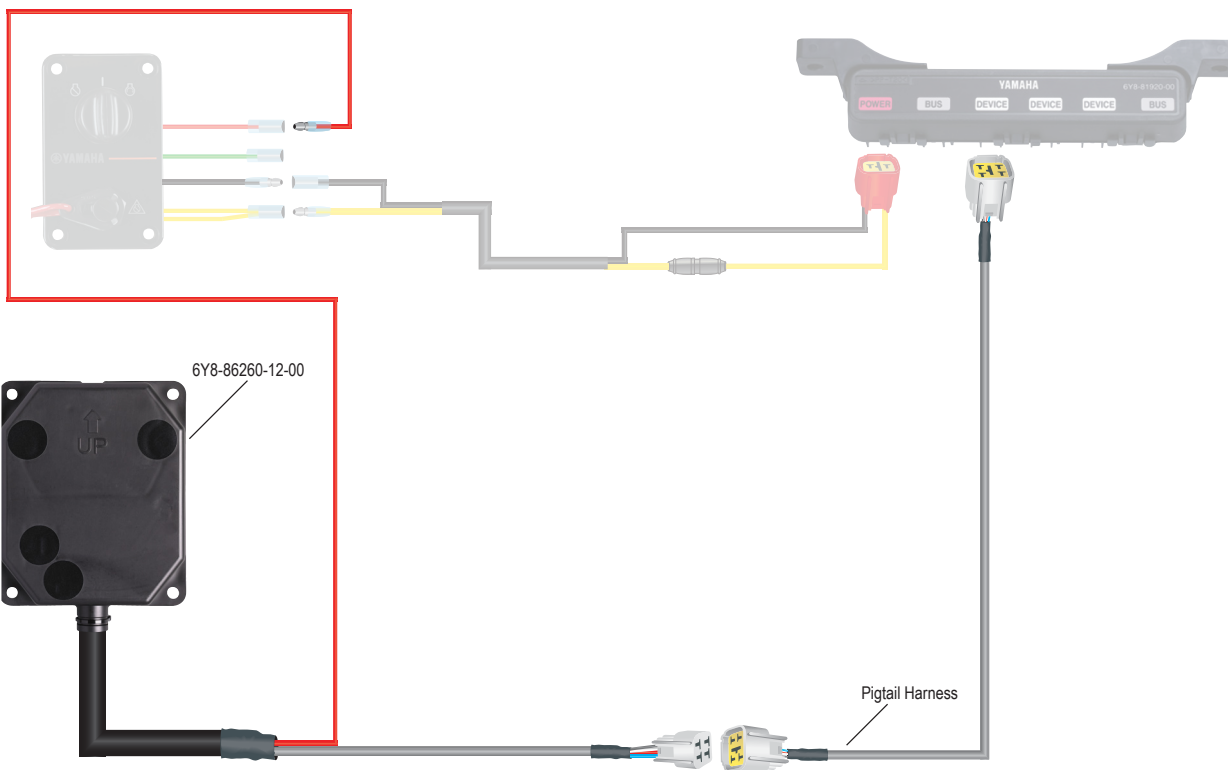 YAMAHA
6Y8-81920-00
POWER
BUS
DEVICE
DEVICE
DEVICE
BUS
YAMAHA
6Y8-86260-12-00
UP
Pigtail Harness